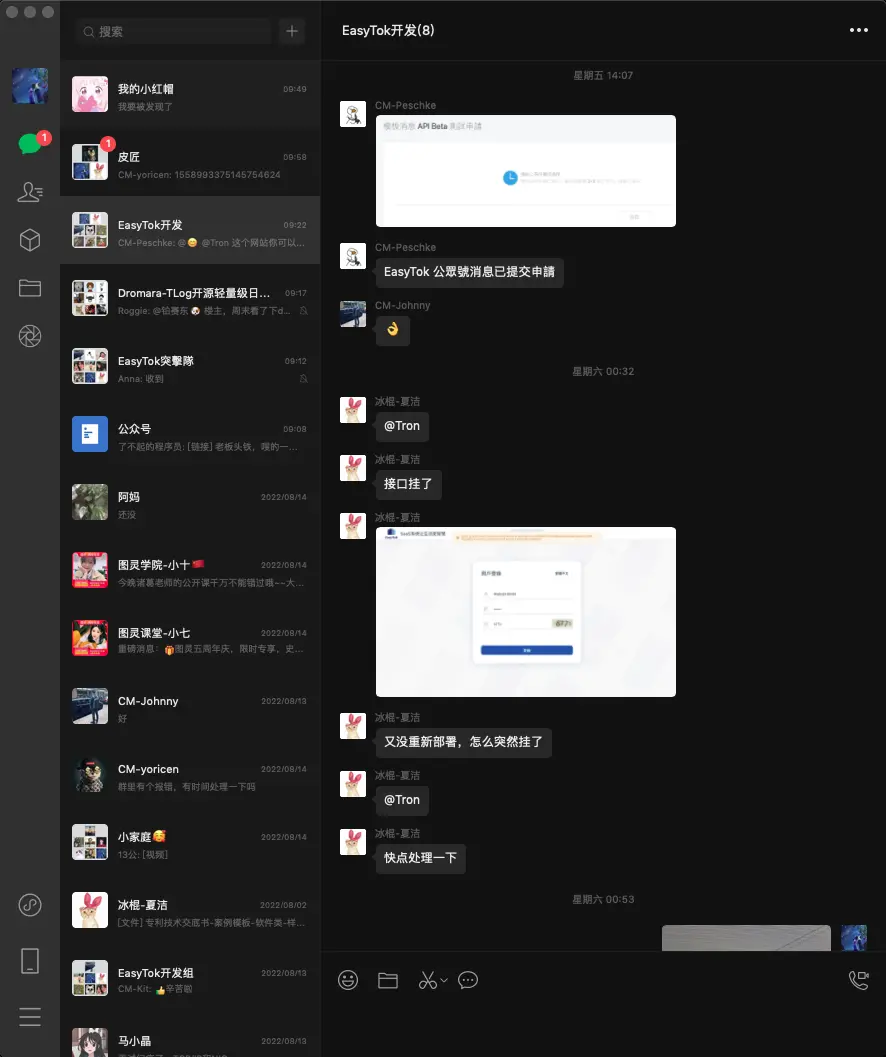 搜索
1
我的小红帽 09:49
我要被发现了
1
皮匠 09:58
CM-yoricen: 1558993375145754624
EasyTok开发 09:22
CM-Peschke: @😊 @Tron 这个网站你可以...
Dromara-TLog开源轻量级日... 09:17
Roggie: @铂赛东🐶 楼主，周末看了下d...
EasyTok突擊隊 09:12
Anna: 收到
公众号 09:08
了不起的程序员: [链接] 老板头铁，嘎的一...
阿妈 2022/08/14
还没
图灵学院-小十🇨🇳 2022/08/14
今晚诸葛老师的公开课千万不能错过哦~~大...
图灵课堂-小七 2022/08/14
重磅消息：🎁图灵五周年庆，限时专享，史...
CM-Johnny 2022/08/13
好
CM-yoricen 2022/08/14
群里有个报错，有时间处理一下吗
小家庭🥰 2022/08/14
13公: [视频]
冰棍-夏洁 2022/08/02
[文件] 专利技术交底书-案例模板-软件类-样...
EasyTok开发组 2022/08/13
CM-Kit: 👍辛苦啦
马小晶 2022/08/13
EasyTok开发(8)
星期五 14:07
CM-Peschke
模板消息 API Beta 測試申請
CM-Peschke
EasyTok 公眾號消息已提交申請
CM-Johnny
👌
星期六 00:32
冰棍-夏洁
@Tron
冰棍-夏洁
接口挂了
冰棍-夏洁
冰棍-夏洁
又没重新部署，怎么突然挂了
冰棍-夏洁
@Tron
冰棍-夏洁
快点处理一下
星期六 00:53